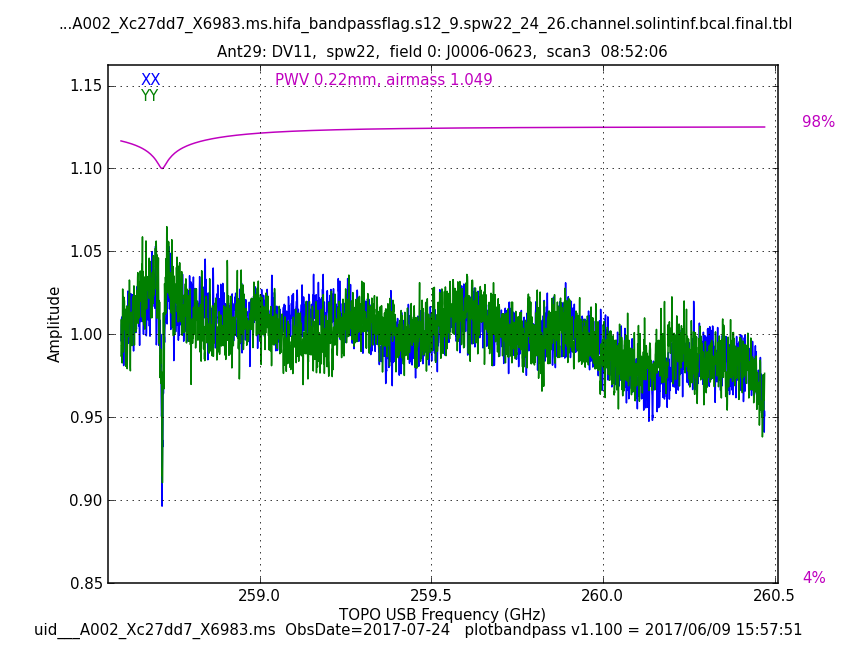 ...A002_Xc27dd7_X6983.ms.hifa_bandpassflag.s12_9.spw22_24_26.channel.solintinf.bcal.final.tbl
Ant29: DV11, spw22, field 0: J0006-0623, scan3 08:52:06
1.15
XX
PWV 0.22mm, airmass 1.049
YY
98%
1.10
1.05
1.00
Amplitude
0.95
0.90
4%
0.85
259.0 259.5 260.0 260.5
TOPO USB Frequency (GHz)
uid___A002_Xc27dd7_X6983.ms ObsDate=2017-07-24 plotbandpass v1.100 = 2017/06/09 15:57:51